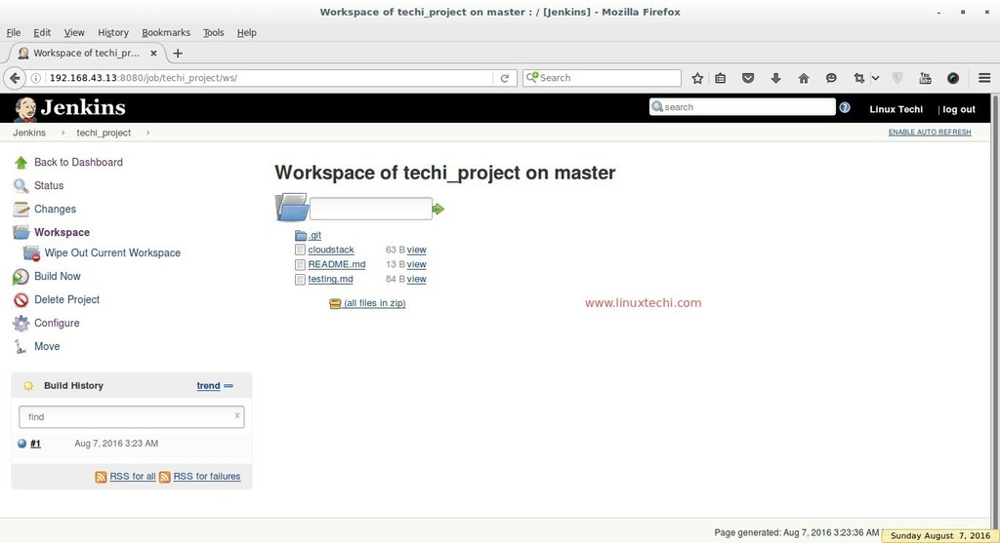 Workspace of techi_project on master : / [Jenkins] - Mozilla Firefox
File Edit View History Bookmarks Tools Help
Workspace of techi_pr... × +
192.168.43.13:8080/job/techi_project/ws/ Search
Jenkins search Linux Techi | log out
Jenkins techi_project ENABLE AUTO REFRESH
Back to Dashboard
Status
Changes
Workspace
Wipe Out Current Workspace
Build Now
Delete Project
Configure
Move
Build History trend
find x
#1 Aug 7, 2016 3:23 AM
RSS for all RSS for failures
Workspace of techi_project on master
.git
cloudstack 63 B view
README.md 13 B view
testing.md 84 B view
(all files in zip)
www.linuxtechi.com
Page generated: Aug 7, 2016 3:23:36 AM
Sunday August 7, 2016